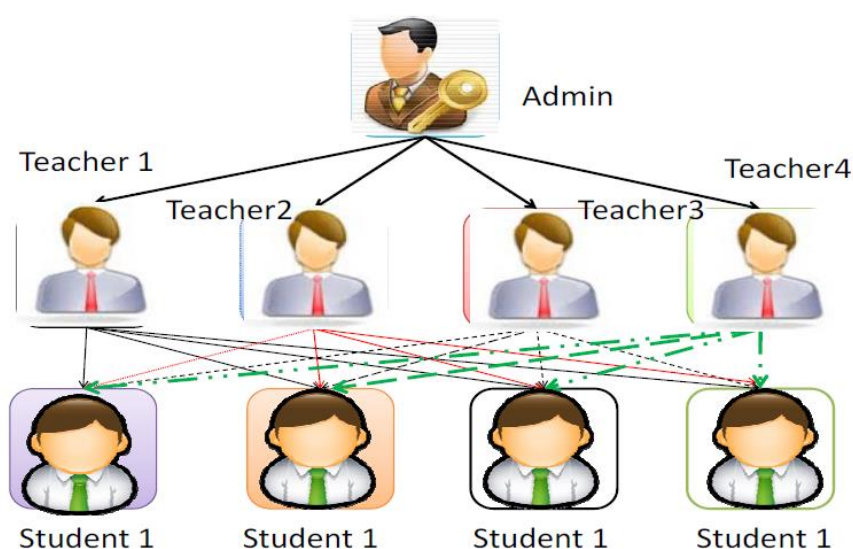 Admin
Teacher 1
Teacher4
Teacher2
Teacher3
Student 1
Student 1
Student 1
Student 1